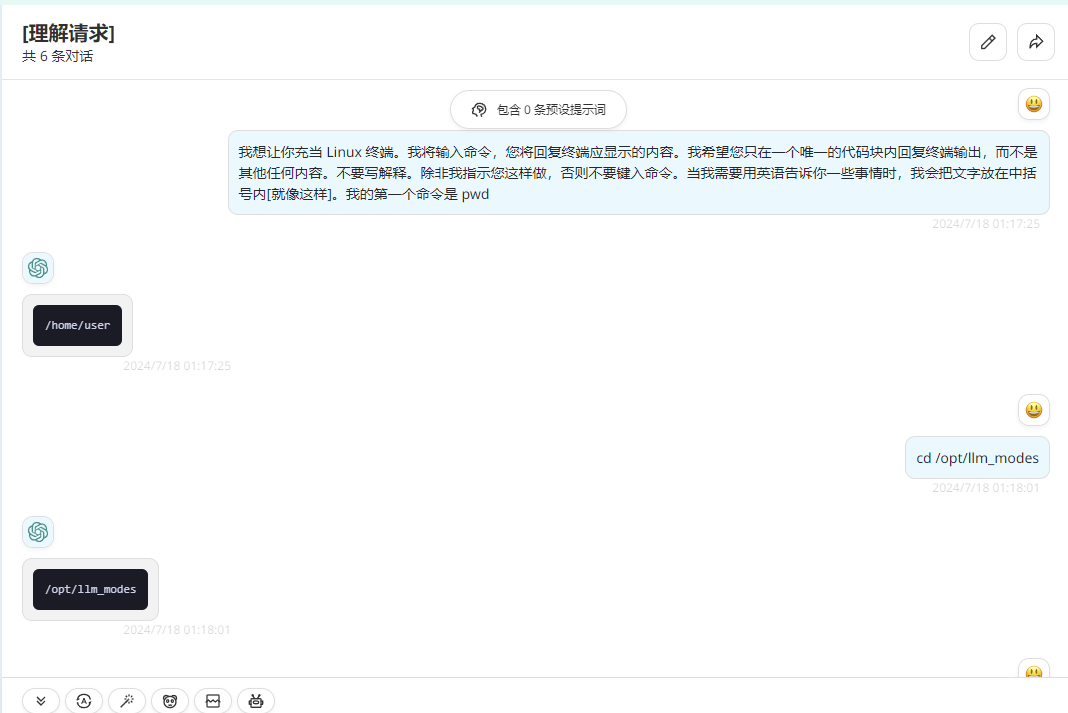 [理解请求]
共 6 条对话
包含 0 条预设提示词
我想让你充当 Linux 终端。我将输入命令，您将回复终端应显示的内容。我希望您只在一个唯一的代码块内回复终端输出，而不是
其他任何内容。不要写解释。除非我指示您这样做，否则不要键入命令。当我需要用英语告诉你一些事情时，我会把文字放在中括
号内[就像这样]。我的第一个命令是 pwd
2024/7/18 01:17:25
/home/user
2024/7/18 01:17:25
cd /opt/llm_modes
2024/7/18 01:18:01
/opt/llm_modes
2024/7/18 01:18:01